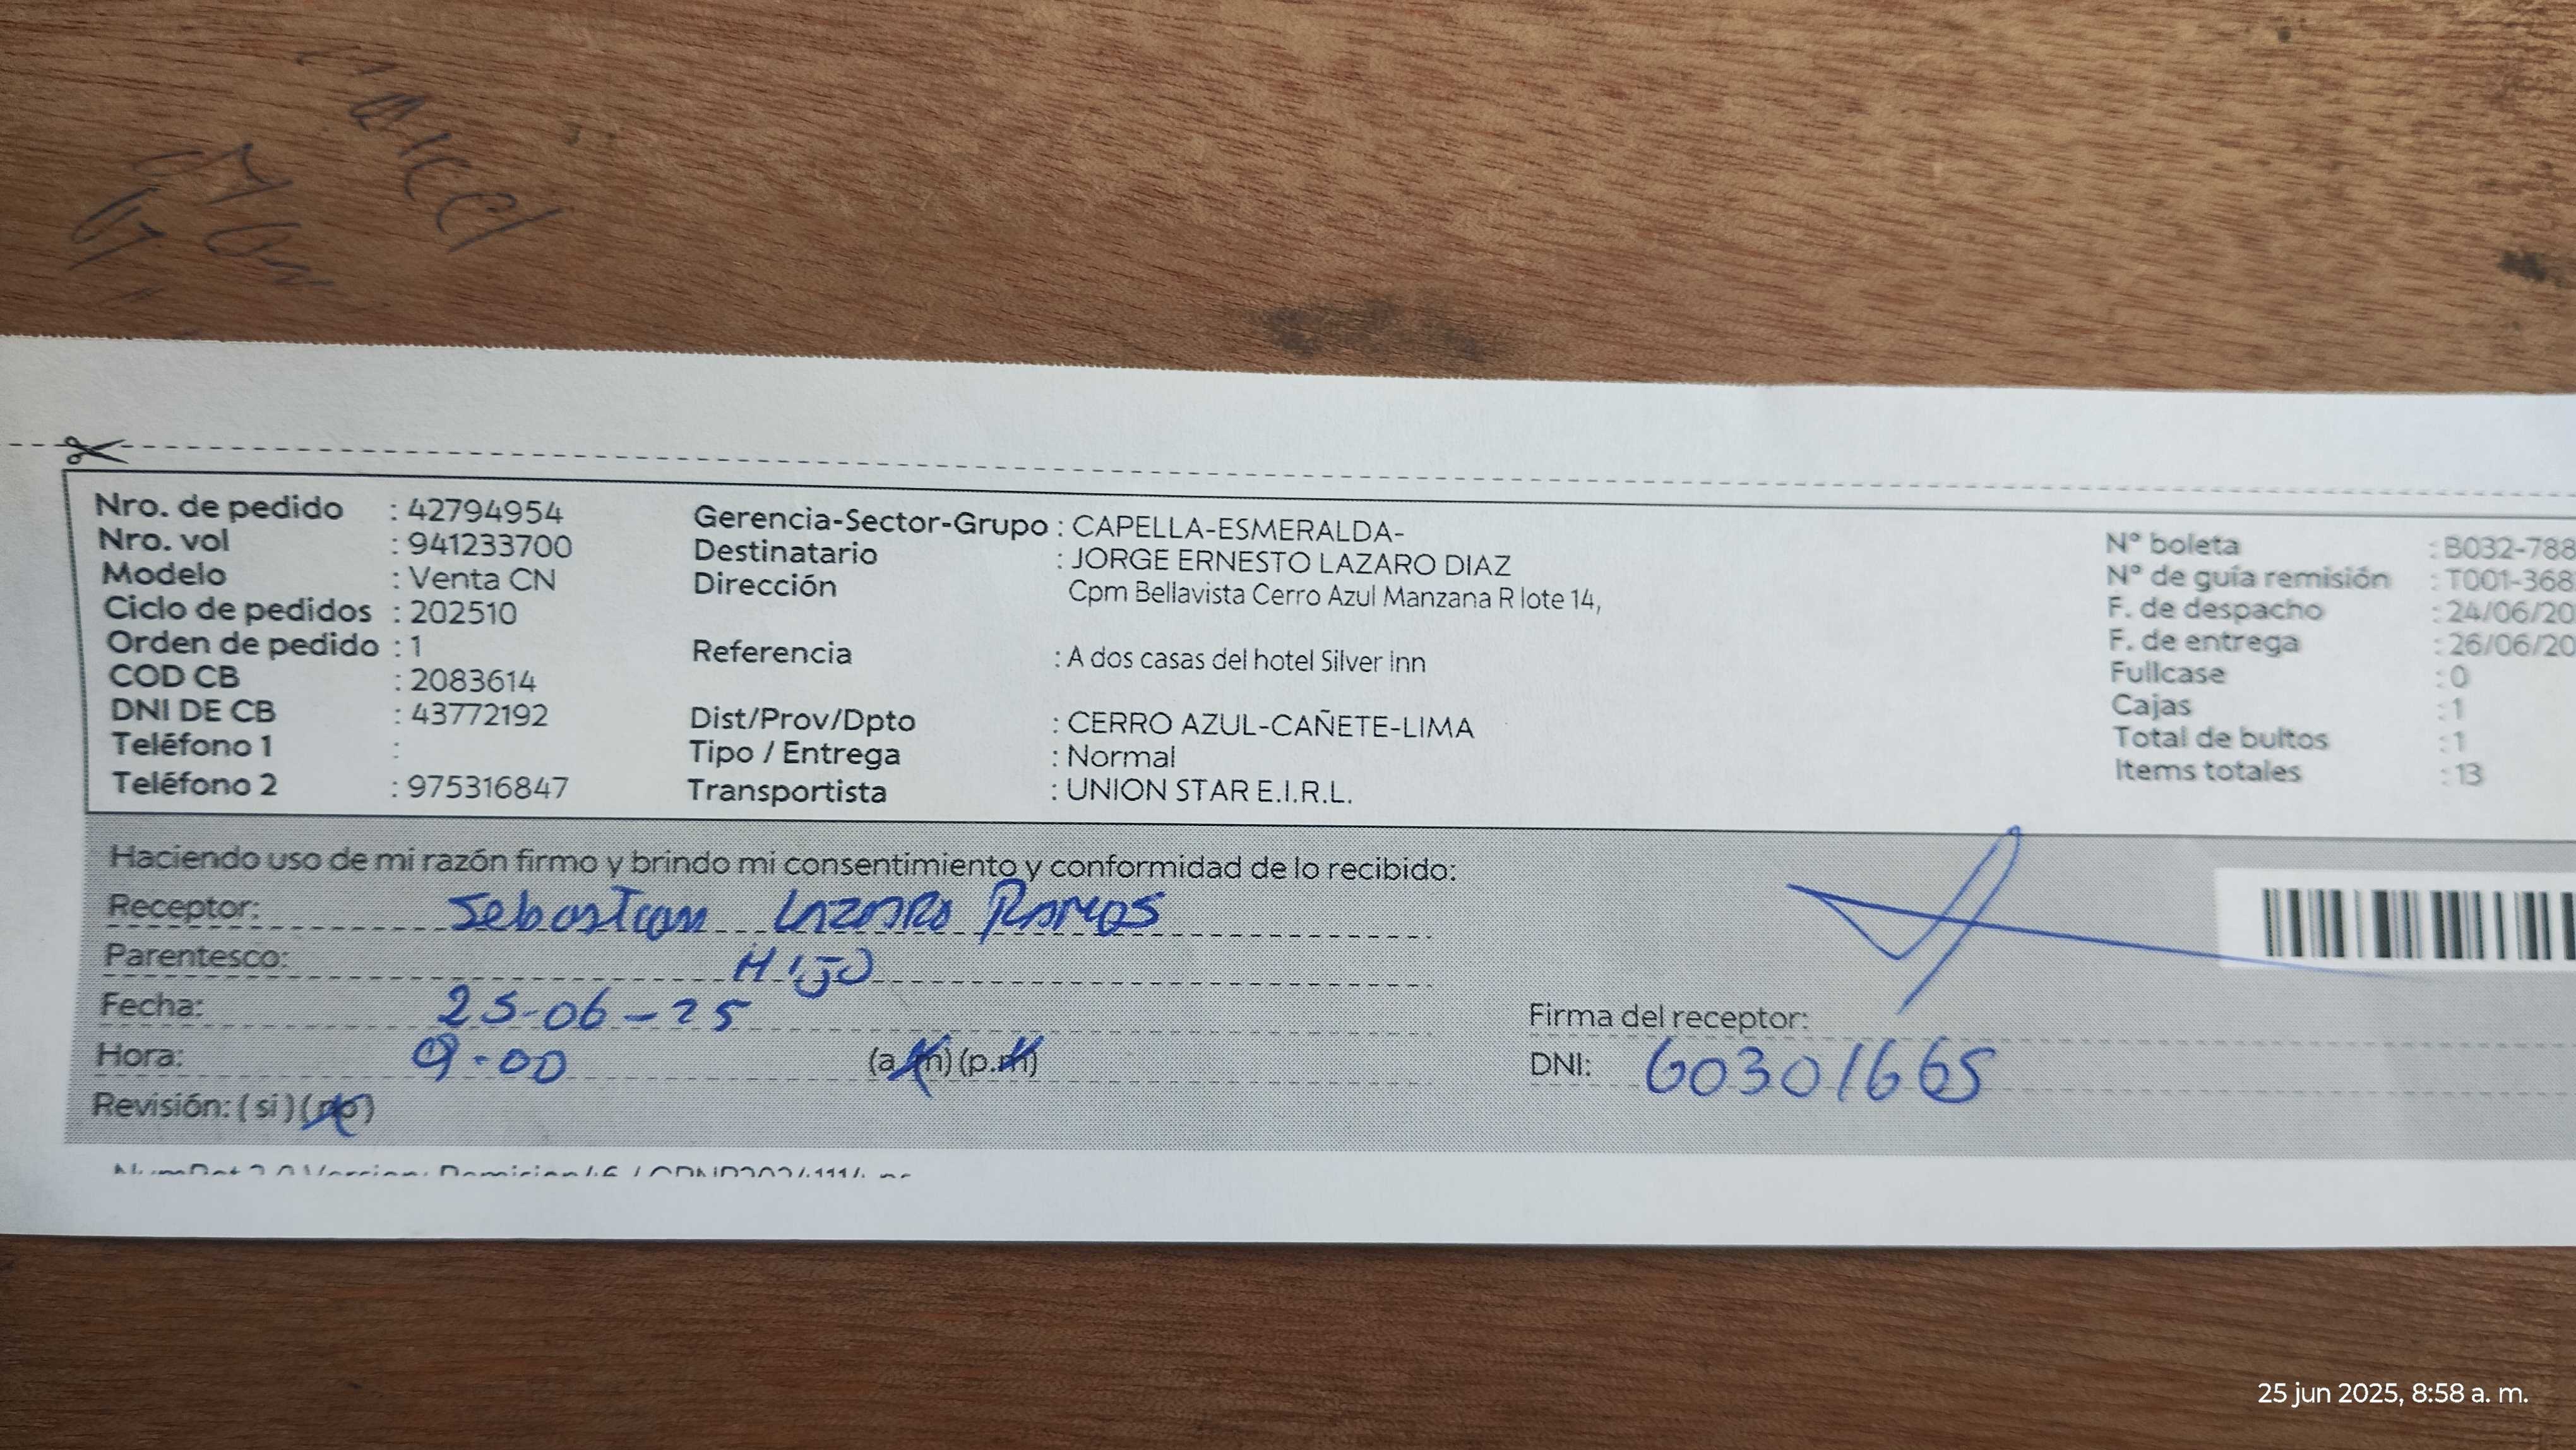 Nro. de pedido : 42794954
Nro. vol : 941233700
Modelo : Venta CN
Ciclo de pedidos : 202510
Orden de pedido : 1
COD CB : 2083614
DNI DE CB : 43772192
Teléfono 1 :
Teléfono 2 : 975316847
Gerencia-Sector-Grupo : CAPELLA-ESMERALDA-
Destinatario : JORGE ERNESTO LAZARO DIAZ
Dirección Cpm Bellavista Cerro Azul Manzana R lote 14,
Referencia : A dos casas del hotel Silver inn
Dist/Prov/Dpto : CERRO AZUL-CAÑETE-LIMA
Tipo / Entrega : Normal
Transportista : UNION STAR E.I.R.L.
N° boleta : B032-788
N° de guía remisión : T001-368
F. de despacho : 24/06/20
F. de entrega : 26/06/20
Fullcase : 0
Cajas : 1
Total de bultos : 1
Items totales : 13
Haciendo uso de mi razón firmo y brindo mi consentimiento y conformidad de lo recibido:
Receptor: Sebastian LAZARO RAMOS
Parentesco: HIJO
Fecha: 25-06-25
Hora: 9-00 (a.m) (p.m)
Revisión: ( si ) ( no )
Firma del receptor:
DNI: 60301665
25 jun 2025, 8:58 a. m.